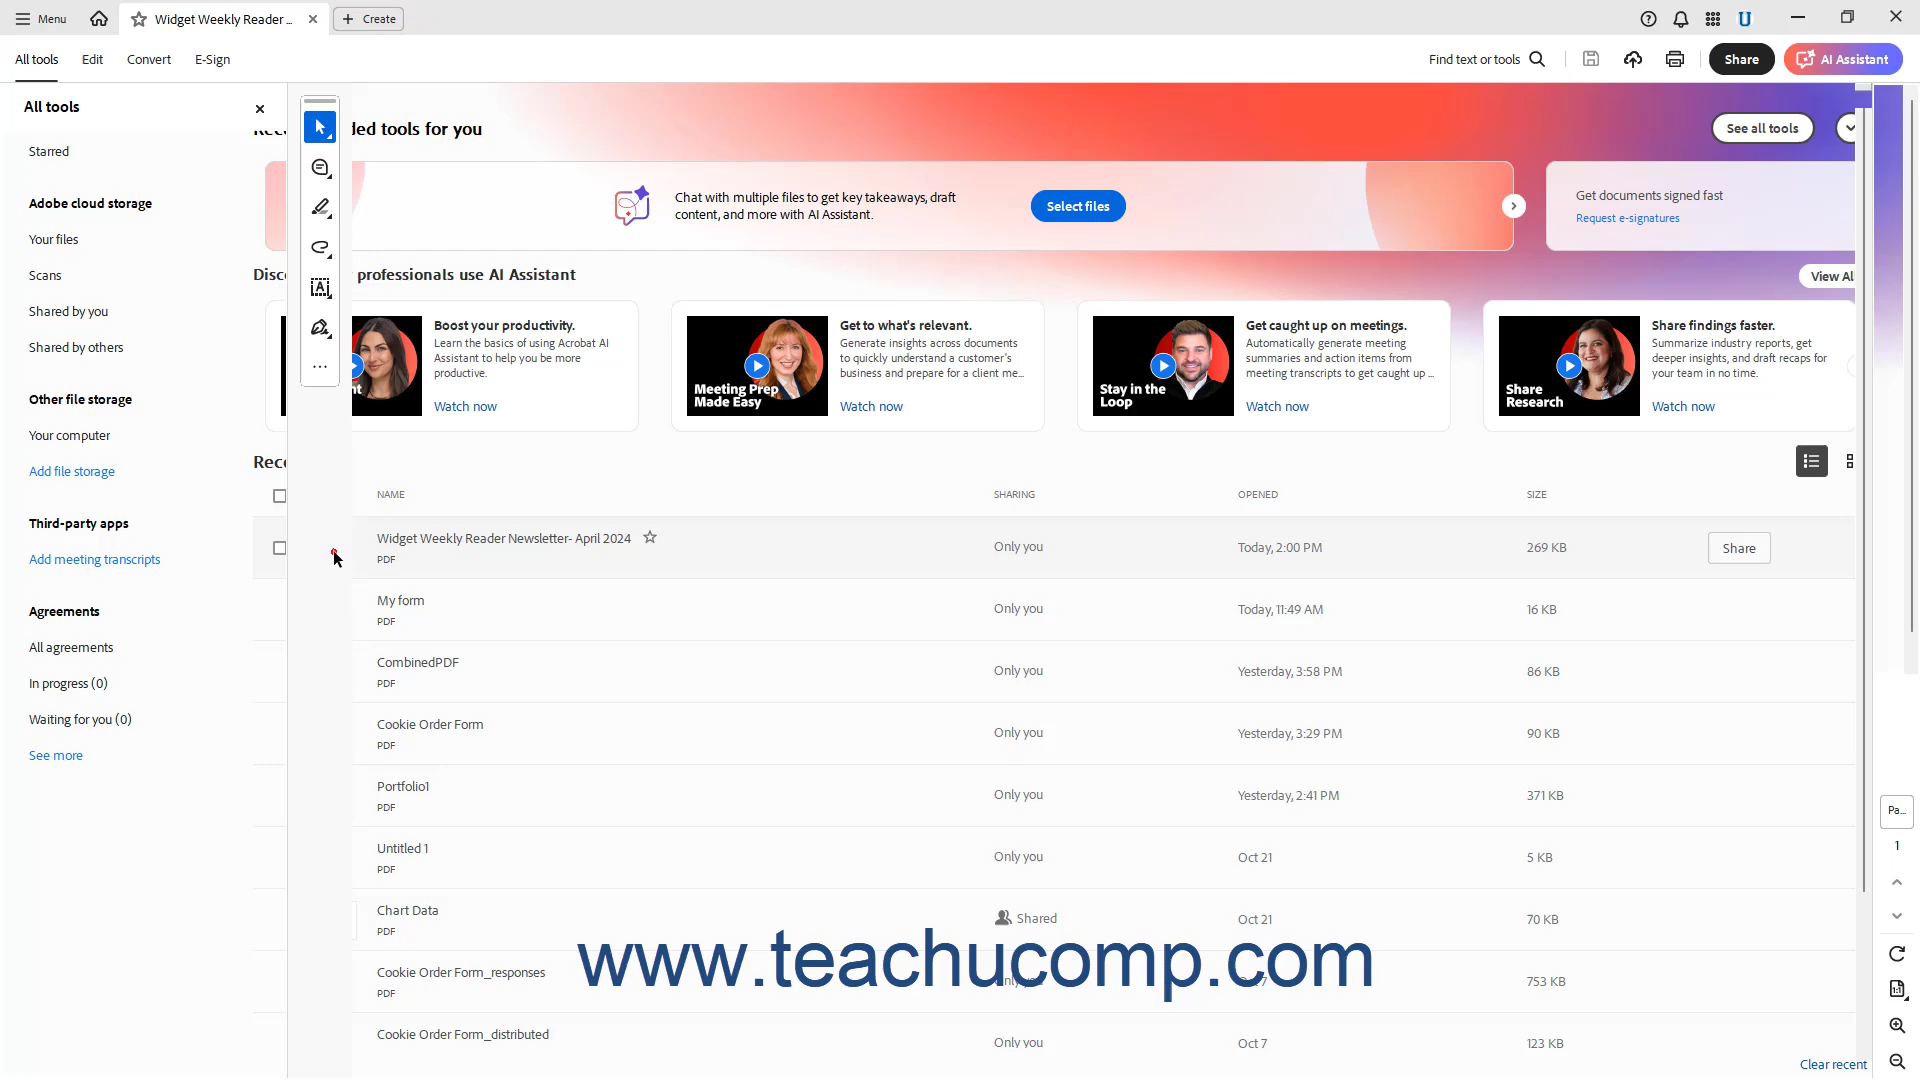 Menu
Widget Weekly Reader ...
Create
All tools
Edit
Convert
E-Sign
Find text or tools
Share
AI Assistant
All tools
Starred
Adobe cloud storage
Your files
Scans
Shared by you
Shared by others
Other file storage
Your computer
Add file storage
Third-party apps
Add meeting transcripts
Agreements
All agreements
In progress (0)
Waiting for you (0)
See more
ded tools for you
See all tools
Chat with multiple files to get key takeaways, draft
content, and more with AI Assistant.
Select files
Get documents signed fast
Request e-signatures
Disc
professionals use AI Assistant
View Al
Boost your productivity.
Learn the basics of using Acrobat AI
Assistant to help you be more
productive.
Watch now
Meeting Prep
Made Easy
Get to what's relevant.
Generate insights across documents
to quickly understand a customer's
business and prepare for a client me...
Watch now
Stay in the
Loop
Get caught up on meetings.
Automatically generate meeting
summaries and action items from
meeting transcripts to get caught up ...
Watch now
Share
Research
Share findings faster.
Summarize industry reports, get
deeper insights, and draft recaps for
your team in no time.
Watch now
Rece
NAME SHARING OPENED SIZE
Widget Weekly Reader Newsletter- April 2024
PDF
Only you Today, 2:00 PM 269 KB Share
My form
PDF
Only you Today, 11:49 AM 16 KB
CombinedPDF
PDF
Only you Yesterday, 3:58 PM 86 KB
Cookie Order Form
PDF
Only you Yesterday, 3:29 PM 90 KB
Portfolio1
PDF
Only you Yesterday, 2:41 PM 371 KB
Untitled 1
PDF
Only you Oct 21 5 KB
Chart Data
PDF
Shared Oct 21 70 KB
Cookie Order Form_responses
PDF
753 KB
www.teachucomp.com
Cookie Order Form_distributed
Only you Oct 7 123 KB
Clear recent
Pa...
1